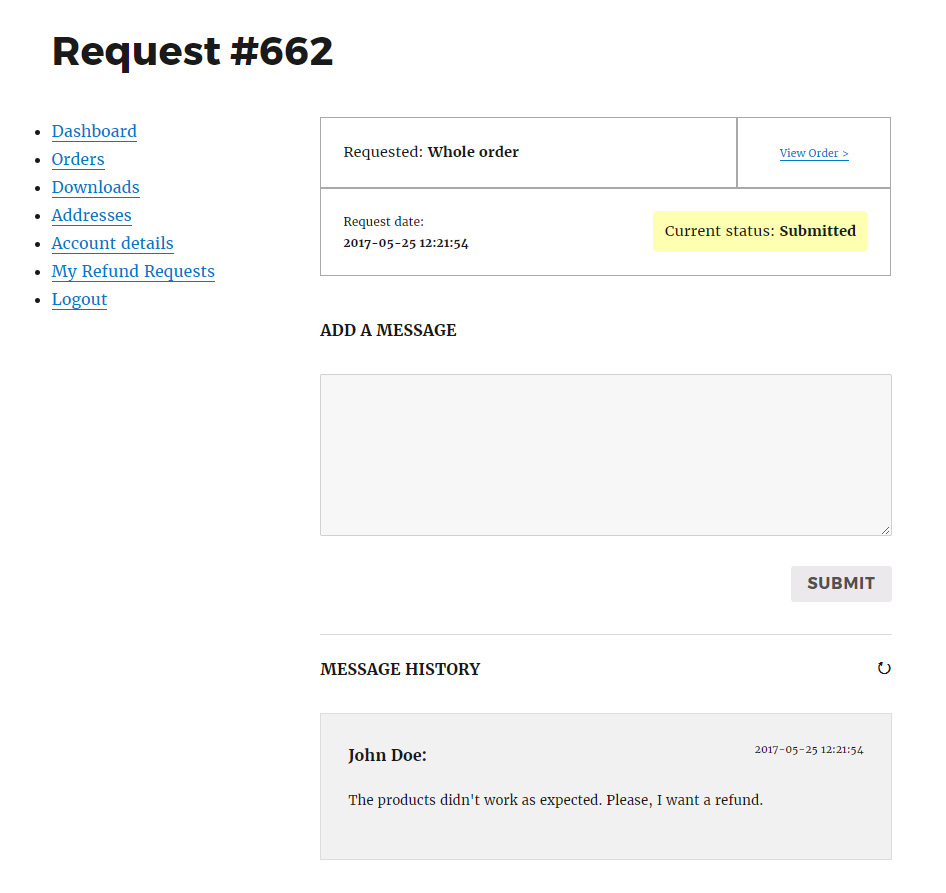 Request #662
Dashboard
Orders
Downloads
Addresses
Account details
My Refund Requests
Logout
Requested: Whole order
View Order >
Request date:
2017-05-25 12:21:54
Current status: Submitted
ADD A MESSAGE
SUBMIT
MESSAGE HISTORY
John Doe:
2017-05-25 12:21:54
The products didn't work as expected. Please, I want a refund.